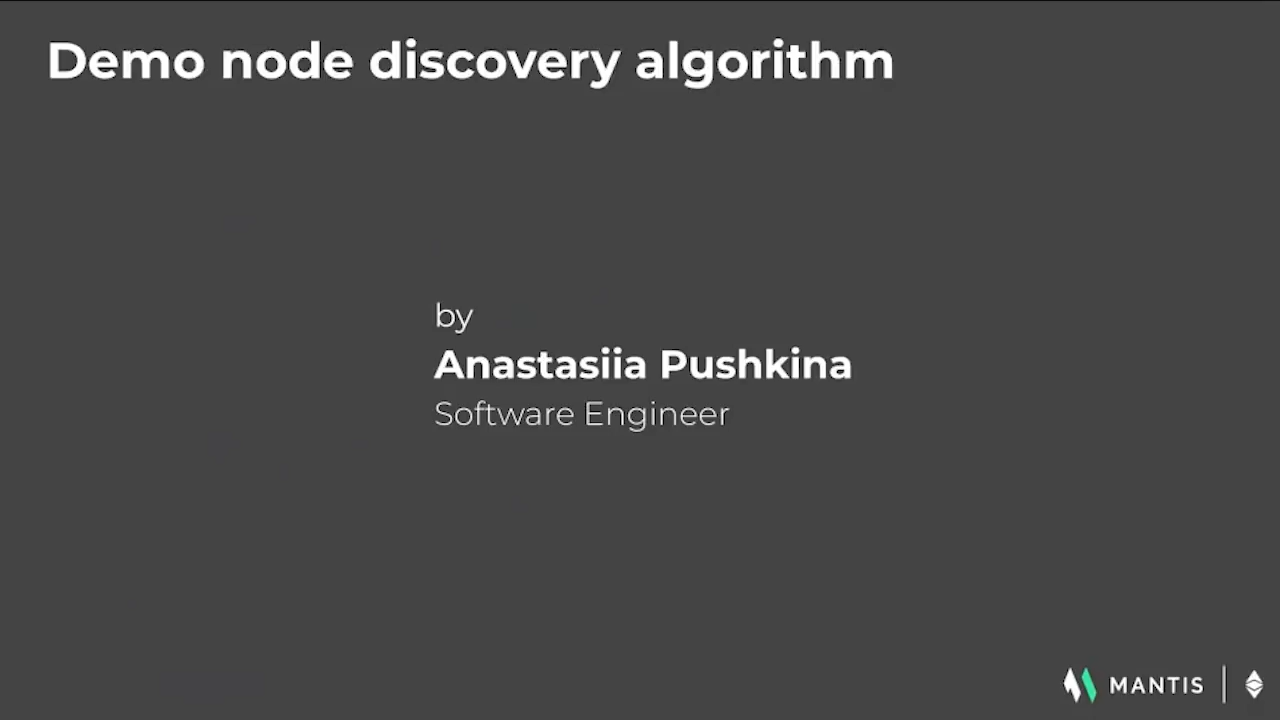 Demo node discovery algorithm
by
Anastasiia Pushkina
Software Engineer
MANTIS